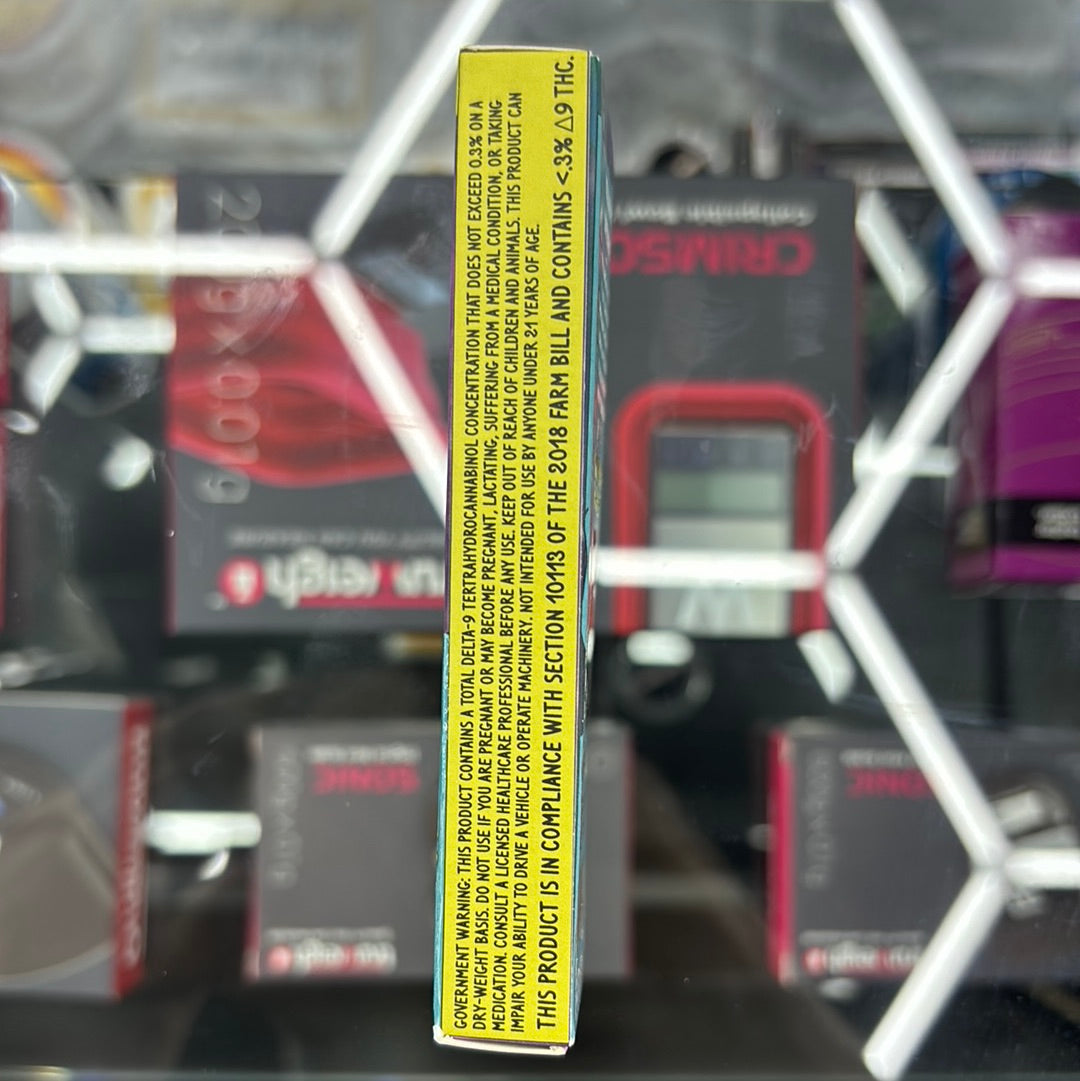 GOVERNMENT WARNING: THIS PRODUCT CONTAINS A TOTAL DELTA-9 TERTRAHYDROCANNABINOL CONCENTRATION THAT DOES NOT EXCEED 0.3% ON A
DRY-WEIGHT BASIS. DO NOT USE IF YOU ARE PREGNANT OR MAY BECOME PREGNANT, LACTATING, SUFFERING FROM A MEDICAL CONDITION, OR TAKING
MEDICATION. CONSULT A LICENSED HEALTHCARE PROFESSIONAL BEFORE ANY USE. KEEP OUT OF REACH OF CHILDREN AND ANIMALS. THIS PRODUCT CAN
IMPAIR YOUR ABILITY TO DRIVE A VEHICLE OR OPERATE MACHINERY. NOT INTENDED FOR USE BY ANYONE UNDER 21 YEARS OF AGE.
THIS PRODUCT IS IN COMPLIANCE WITH SECTION 10113 OF THE 2018 FARM BILL AND CONTAINS <.3% Δ9 THC.
CRIMSO
SONIC
SONIC